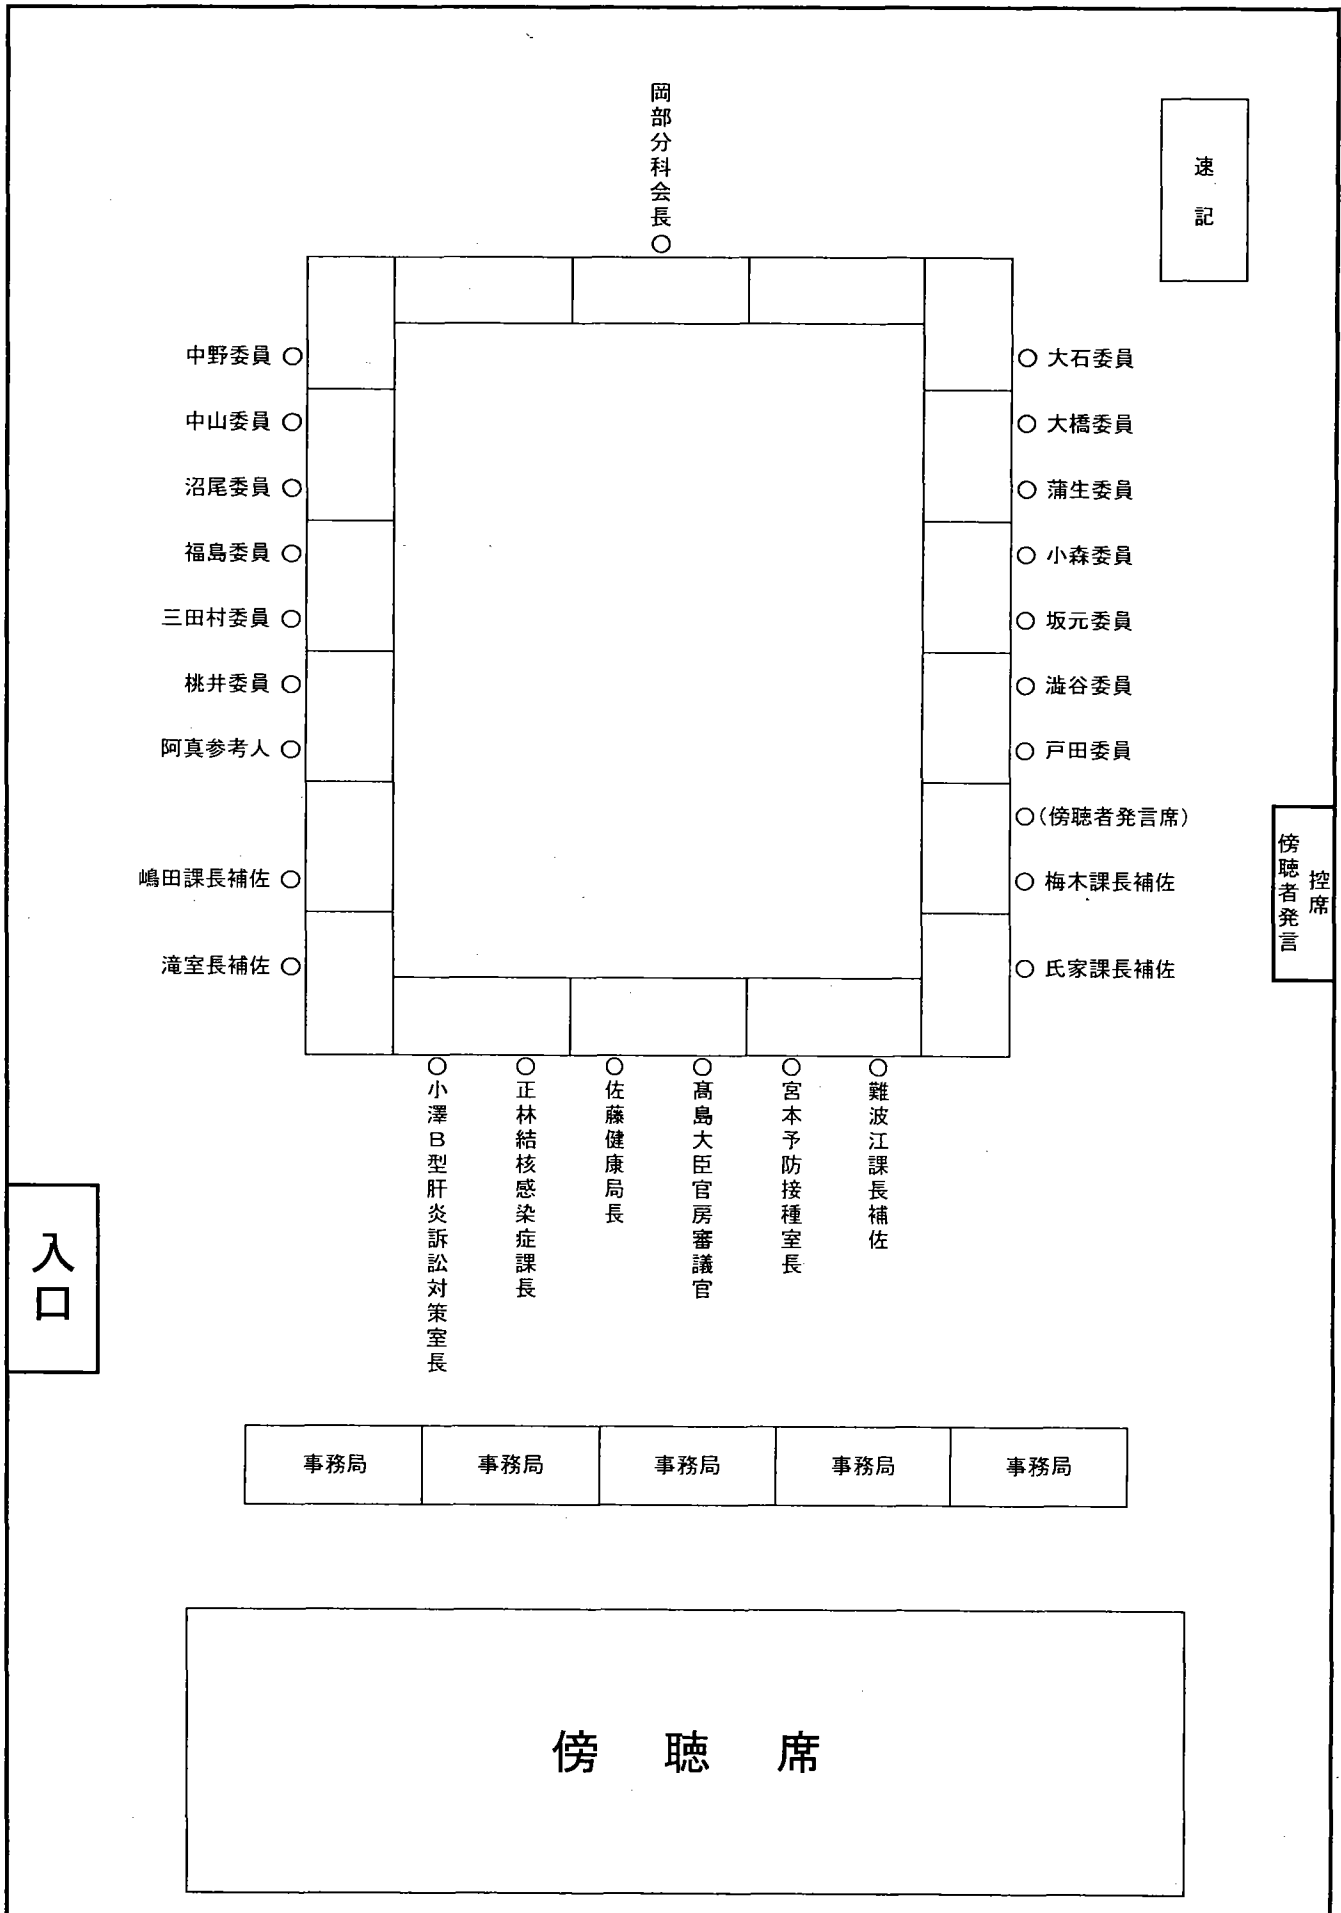 岡部分科会長○
速記
中野委員 ○
中山委員 ○
沼尾委員 ○
福島委員 ○
三田村委員 ○
桃井委員 ○
阿真参考人 ○
嶋田課長補佐 ○
滝室長補佐 ○
○ 大石委員
○ 大橋委員
○ 蒲生委員
○ 小森委員
○ 坂元委員
○ 澁谷委員
○ 戸田委員
○(傍聴者発言席)
○ 梅木課長補佐
○ 氏家課長補佐
傍聴者発言
控席
○小澤B型肝炎訴訟対策室長
○正林結核感染症課長
○佐藤健康局長
○髙島大臣官房審議官
○宮本予防接種室長
○難波江課長補佐
入口
事務局
事務局
事務局
事務局
事務局
傍聴席